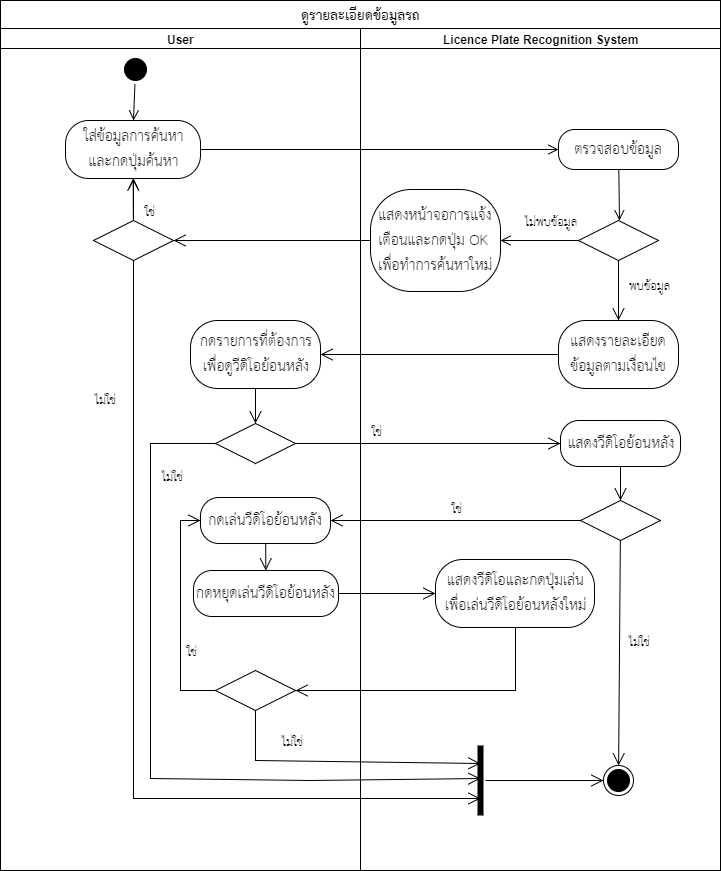 ดูรายละเอียดข้อมูลรถ
User
Licence Plate Recognition System
ใส่ข้อมูลการค้นหา
และกดปุ่มค้นหา
ตรวจสอบข้อมูล
ใช่
แสดงหน้าจอการแจ้ง
เตือนและกดปุ่ม OK
เพื่อทำการค้นหาใหม่
ไม่พบข้อมูล
พบข้อมูล
กดรายการที่ต้องการ
เพื่อดูวีดิโอย้อนหลัง
แสดงรายละเอียด
ข้อมูลตามเงื่อนไข
ไม่ใช่
ใช่
แสดงวีดิโอย้อนหลัง
ไม่ใช่
กดเล่นวีดิโอย้อนหลัง
ใช่
กดหยุดเล่นวีดิโอย้อนหลัง
แสดงวีดิโอและกดปุ่มเล่น
เพื่อเล่นวีดิโอย้อนหลังใหม่
ใช่
ไม่ใช่
ไม่ใช่